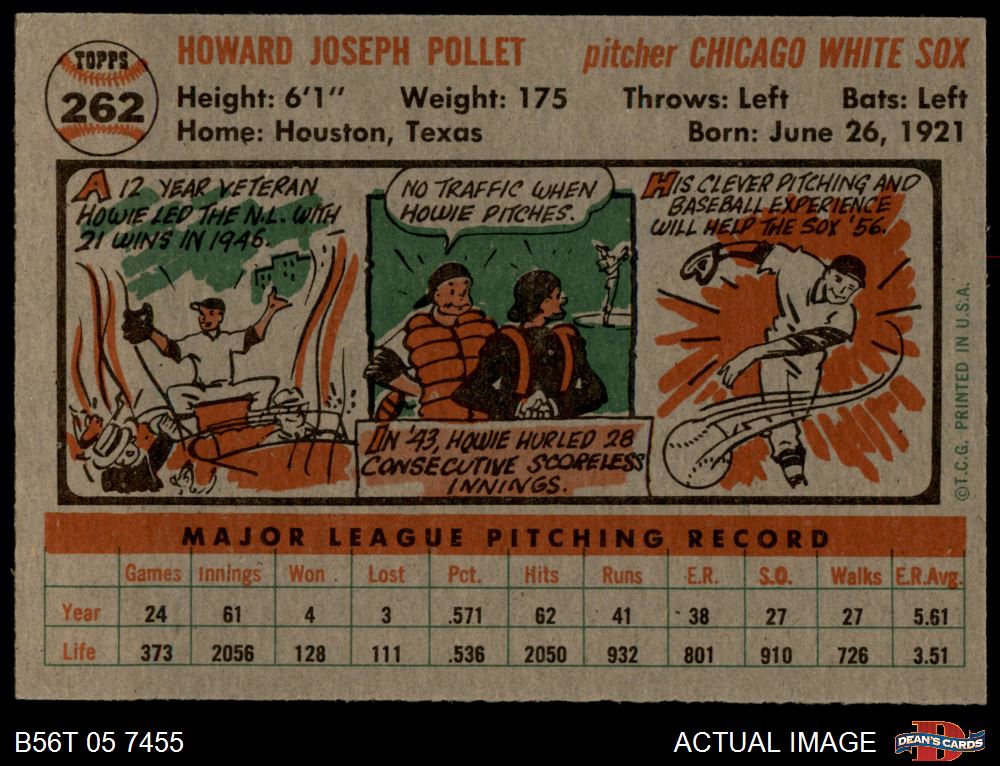 TOPPS
262
HOWARD JOSEPH POLLET
pitcher CHICAGO WHITE SOX
Height: 6'1"   Weight: 175   Throws: Left   Bats: Left
Home: Houston, Texas   Born: June 26, 1921
A 12 YEAR VETERAN
HOWIE LED THE N.L. WITH
21 WINS IN 1946.
NO TRAFFIC WHEN
HOWIE PITCHES.
IN '43, HOWIE HURLED 28
CONSECUTIVE SCORELESS
INNINGS.
HIS CLEVER PITCHING AND
BASEBALL EXPERIENCE
WILL HELP THE SOX '56.
©T.C.G. PRINTED IN U.S.A.
MAJOR LEAGUE PITCHING RECORD
Games Innings Won. Lost Pct. Hits Runs E.R. S.O. Walks E.R.Avg.
Year 24 61 4 3 .571 62 41 38 27 27 5.61
Life 373 2056 128 111 .536 2050 932 801 910 726 3.51
B56T 05 7455
ACTUAL IMAGE
DEAN'S CARDS